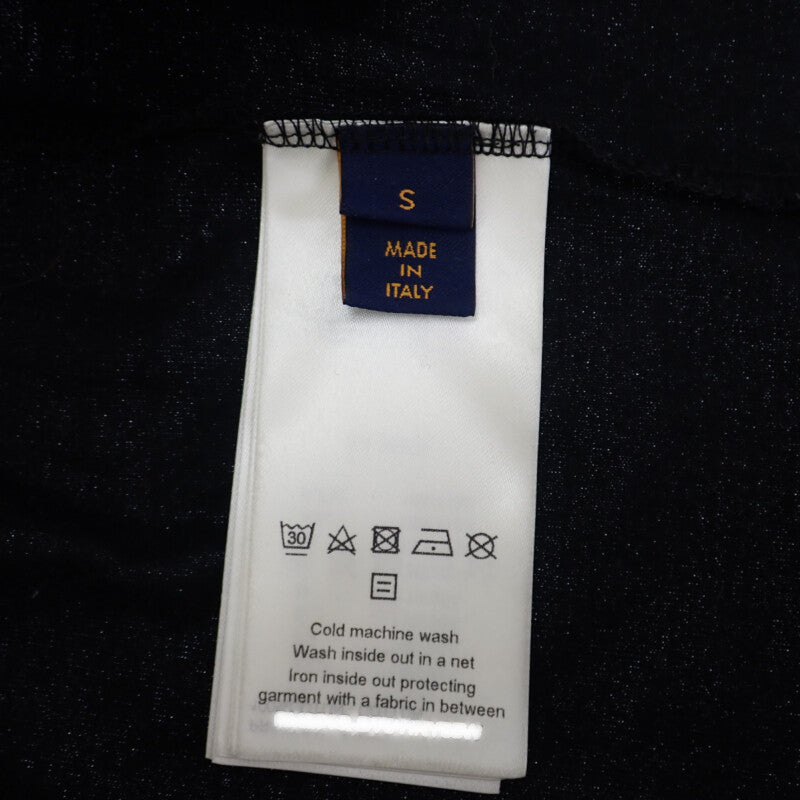 S
MADE
IN
ITALY
30
Cold machine wash
Wash inside out in a net
Iron inside out protecting
garment with a fabric in between